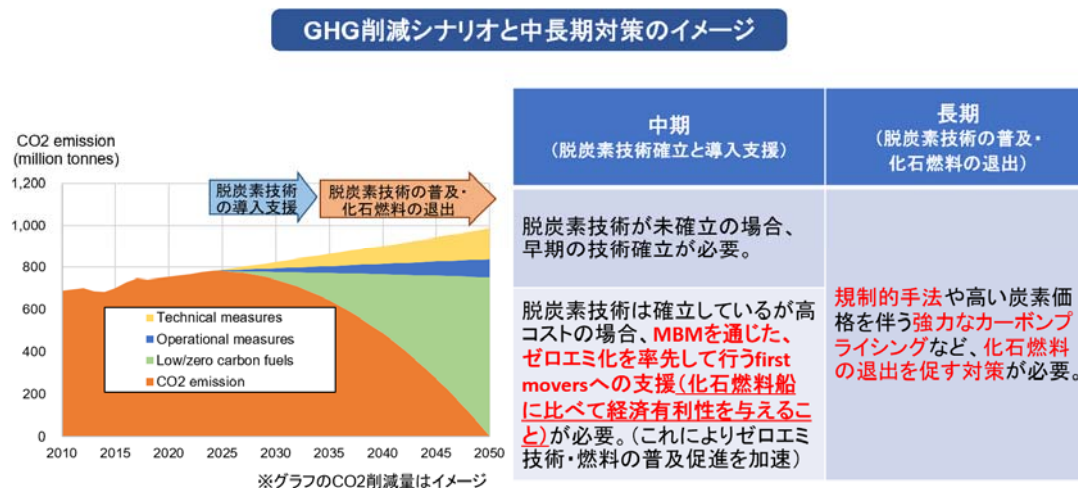 GHG削減シナリオと中長期対策のイメージ
CO2 emission
(million tonnes)
1,200
1,000
800
600
400
200
0
2010 2015 2020 2025 2030 2035 2040 2045 2050
脱炭素技術
の導入支援
脱炭素技術の普及・
化石燃料の退出
Technical measures
Operational measures
Low/zero carbon fuels
CO2 emission
※グラフのCO2削減量はイメージ
中期
（脱炭素技術確立と導入支援）
長期
（脱炭素技術の普及・
化石燃料の退出）
脱炭素技術が未確立の場合、
早期の技術確立が必要。
脱炭素技術は確立しているが高
コストの場合、MBMを通じた、
ゼロエミ化を率先して行うfirst
moversへの支援(化石燃料船
に比べて経済有利性を与えるこ
と)が必要。（これによりゼロエミ
技術・燃料の普及促進を加速）
規制的手法や高い炭素価
格を伴う強力なカーボンプ
ライシングなど、化石燃料
の退出を促す対策が必要。